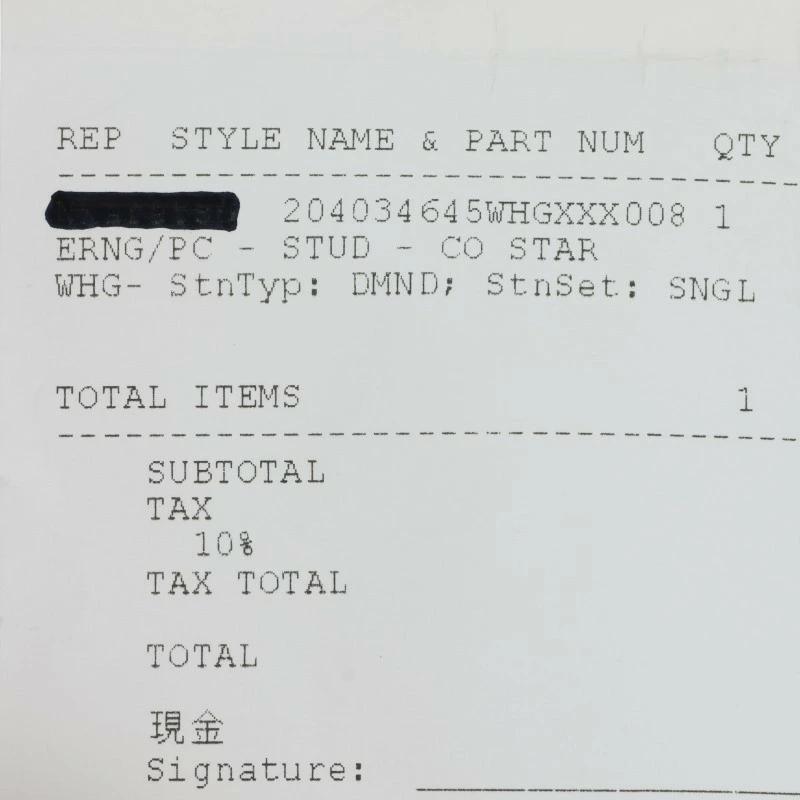 REP STYLE NAME & PART NUM QTY
204034645WHGXXX008 1
ERNG/PC - STUD - CO STAR
WHG- StnTyp: DMND; StnSet: SNGL
TOTAL ITEMS 1
SUBTOTAL
TAX
10%
TAX TOTAL
TOTAL
現金
Signature: